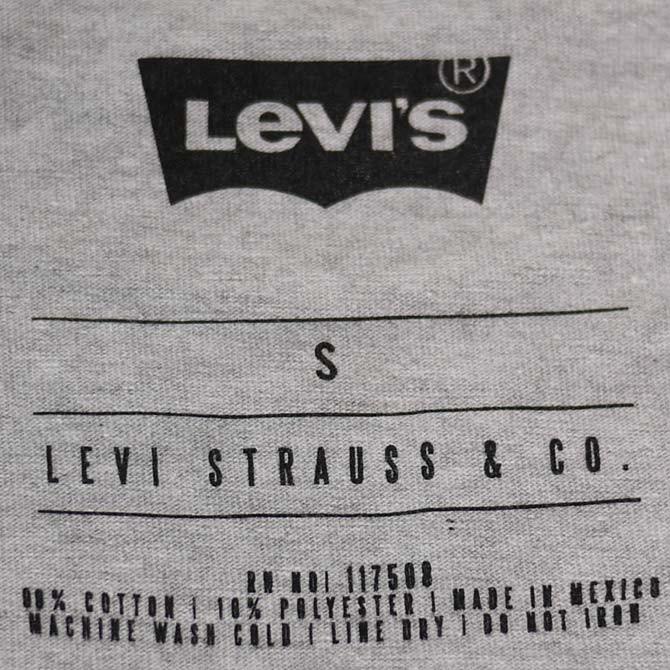 LEVI'S®
S
LEVI STRAUSS & CO.
RN NO: 117508
90% COTTON | 10% POLYESTER | MADE IN MEXICO
MACHINE WASH COLD | LINE DRY | DO NOT IRON